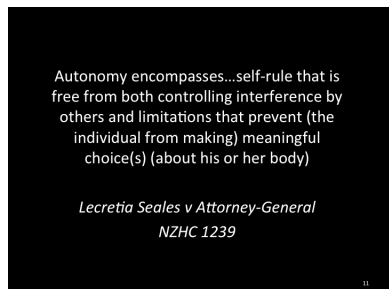 Autonomy encompasses…self-rule that is
free from both controlling interference by
others and limitations that prevent (the
individual from making) meaningful
choice(s) (about his or her body)
Lecretia Seales v Attorney-General
NZHC 1239
11